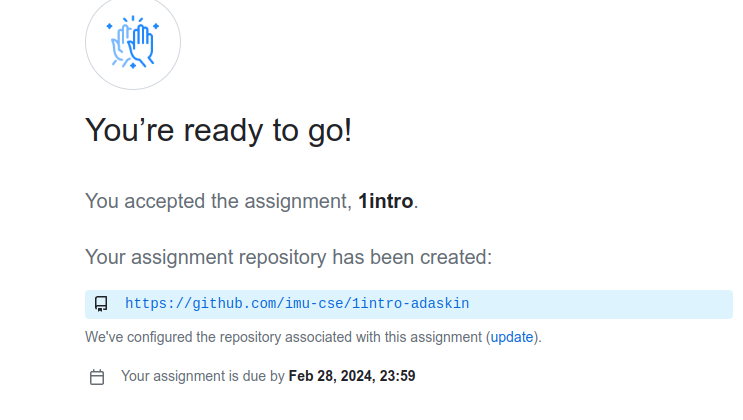 You’re ready to go!
You accepted the assignment, 1intro.
Your assignment repository has been created:
https://github.com/imu-cse/1intro-adaskin
We've configured the repository associated with this assignment (update).
Your assignment is due by Feb 28, 2024, 23:59